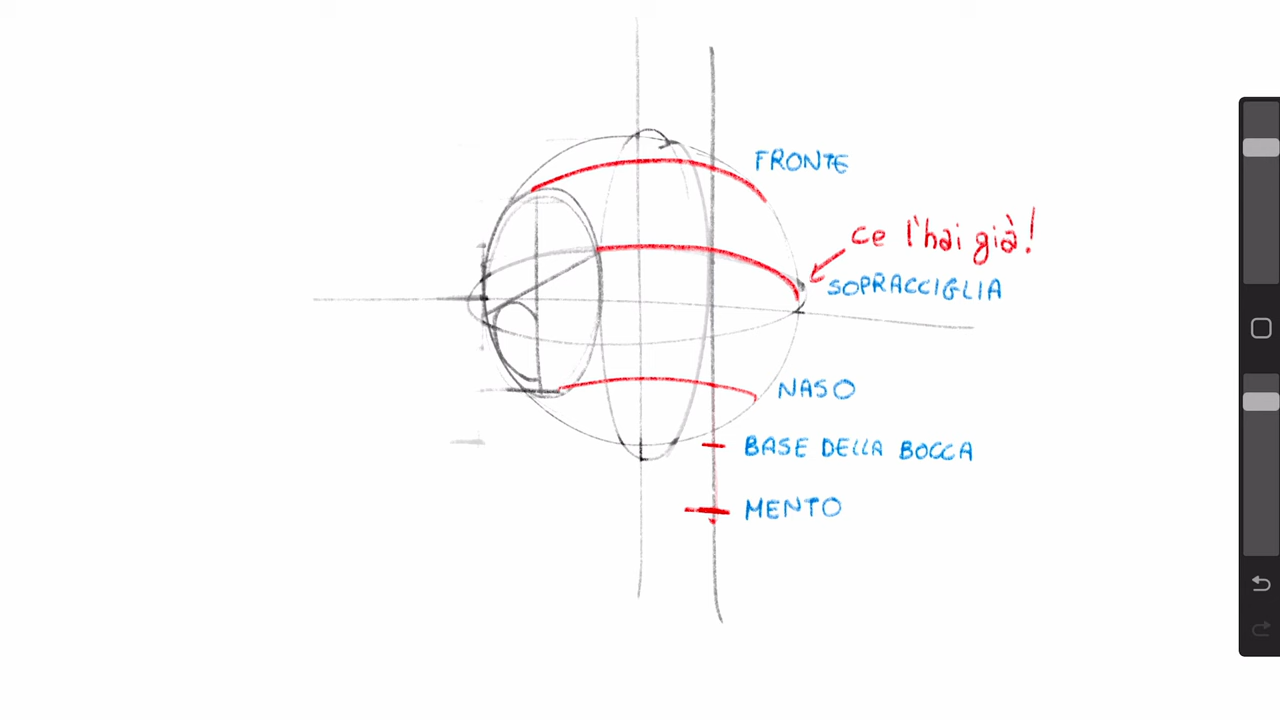 FRONTE
ce l'hai già!
SOPRACCIGLIA
NASO
BASE DELLA BOCCA
MENTO